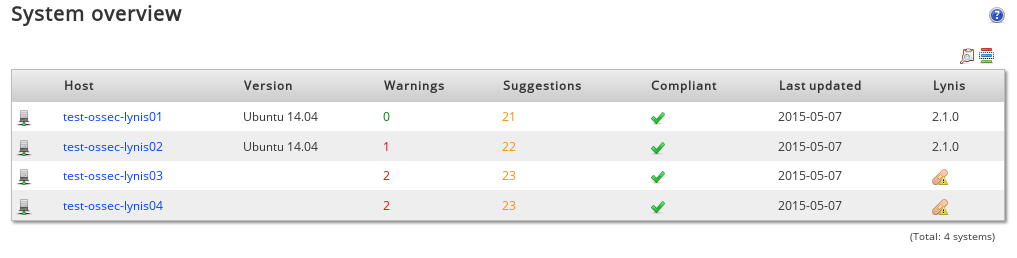 System overview
Host Version Warnings Suggestions Compliant Last updated Lynis
test-ossec-lynis01 Ubuntu 14.04 0 21 2015-05-07 2.1.0
test-ossec-lynis02 Ubuntu 14.04 1 22 2015-05-07 2.1.0
test-ossec-lynis03 2 23 2015-05-07
test-ossec-lynis04 2 23 2015-05-07
(Total: 4 systems)